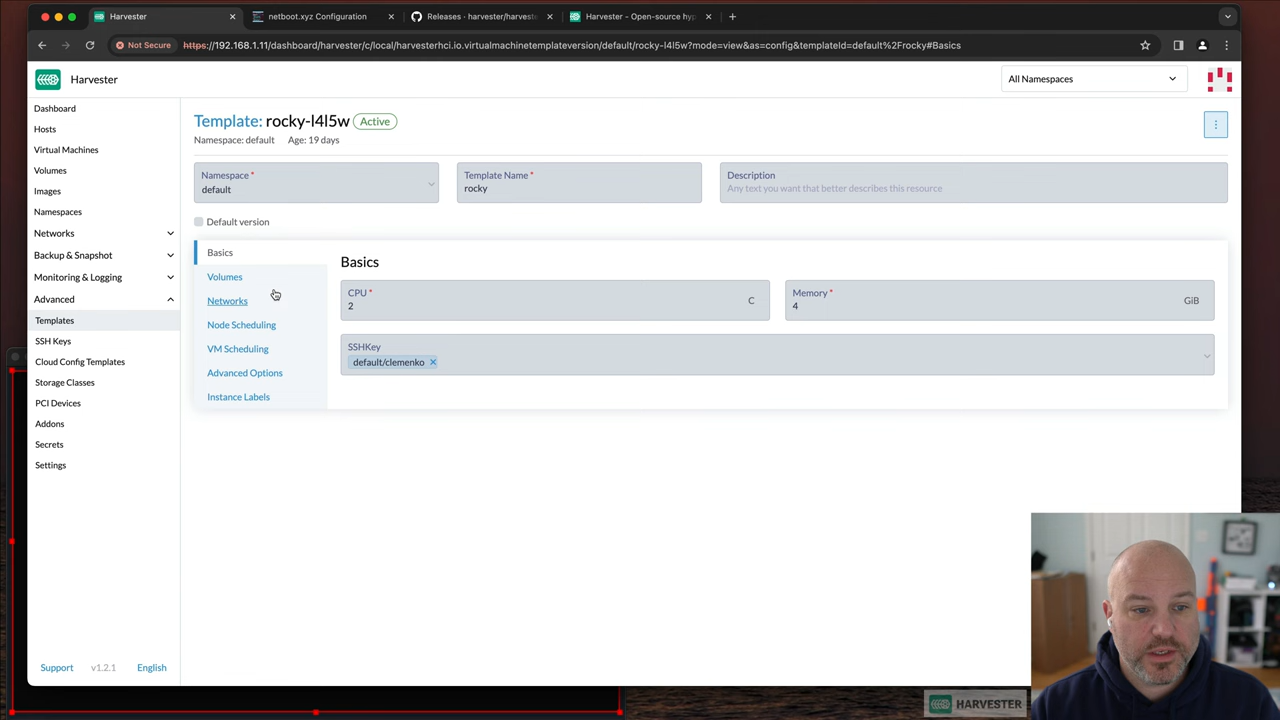 Harvester
netboot.xyz Configuration
Releases · harvester/harveste
Harvester - Open-source hyp
Not Secure
https://192.168.1.11/dashboard/harvester/c/local/harvesterhci.io.virtualmachinetemplateversion/default/rocky-l4l5w?mode=view&as=config&templateId=default%2Frocky#Basics
Harvester
All Namespaces
Dashboard
Hosts
Virtual Machines
Volumes
Images
Namespaces
Networks
Backup & Snapshot
Monitoring & Logging
Advanced
Templates
SSH Keys
Cloud Config Templates
Storage Classes
PCI Devices
Addons
Secrets
Settings
Support
v1.2.1
English
Template: rocky-l4l5w Active
Namespace: default Age: 19 days
Namespace *
default
Template Name *
rocky
Description
Any text you want that better describes this resource
Default version
Basics
Volumes
Networks
Node Scheduling
VM Scheduling
Advanced Options
Instance Labels
Basics
CPU *
2
C
Memory *
4
GiB
SSHKey
default/clemenko
HARVESTER